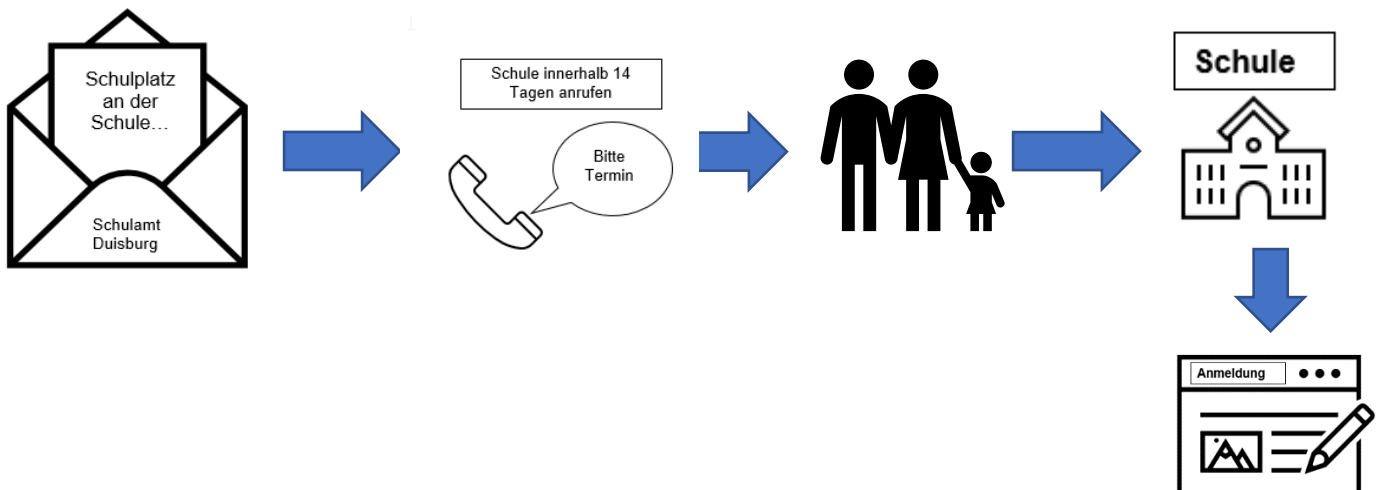 Schulplatz
an der
Schule…
Schulamt
Duisburg
Schule innerhalb 14
Tagen anrufen
Bitte
Termin
Schule
Anmeldung